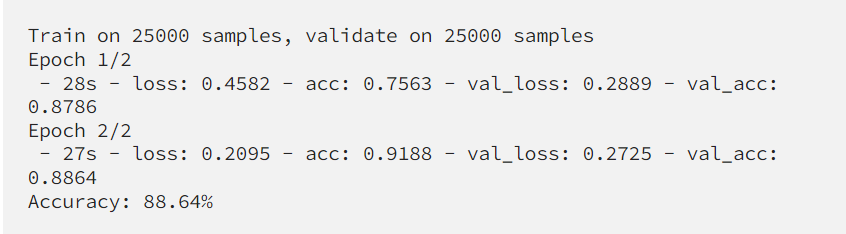 Train on 25000 samples, validate on 25000 samples
Epoch 1/2
- 28s - loss: 0.4582 - acc: 0.7563 - val_loss: 0.2889 - val_acc:
0.8786
Epoch 2/2
- 27s - loss: 0.2095 - acc: 0.9188 - val_loss: 0.2725 - val_acc:
0.8864
Accuracy: 88.64%